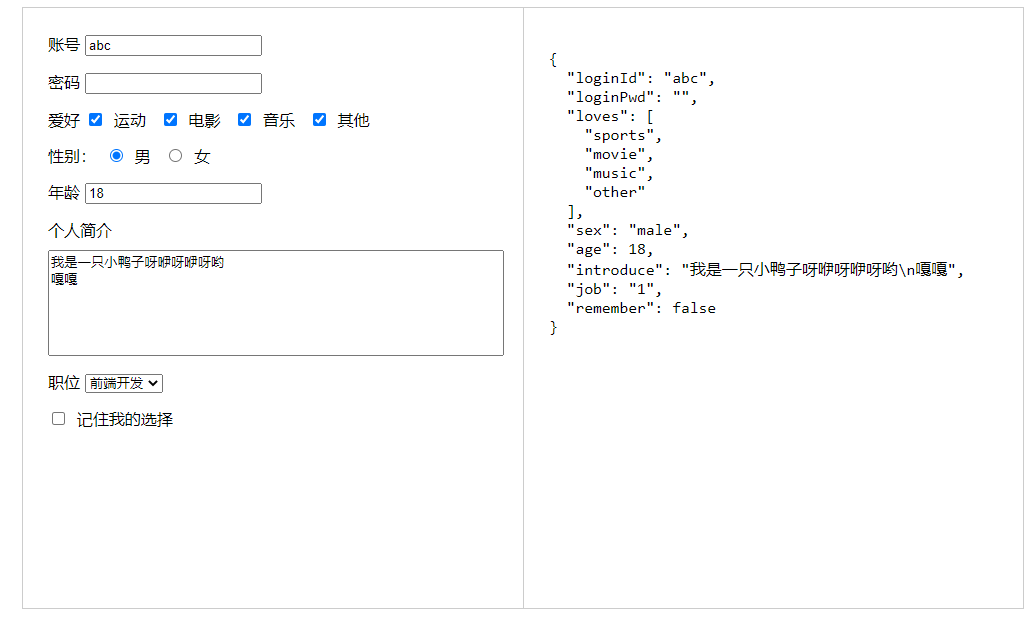 账号 abc
密码
爱好 运动 电影 音乐 其他
性别： 男 女
年龄 18
个人简介
我是一只小鸭子呀咿呀咿呀哟
嘎嘎
职位 前端开发
记住我的选择
{
  "loginId": "abc",
  "loginPwd": "",
  "loves": [
    "sports",
    "movie",
    "music",
    "other"
  ],
  "sex": "male",
  "age": 18,
  "introduce": "我是一只小鸭子呀咿呀咿呀哟\n嘎嘎",
  "job": "1",
  "remember": false
}